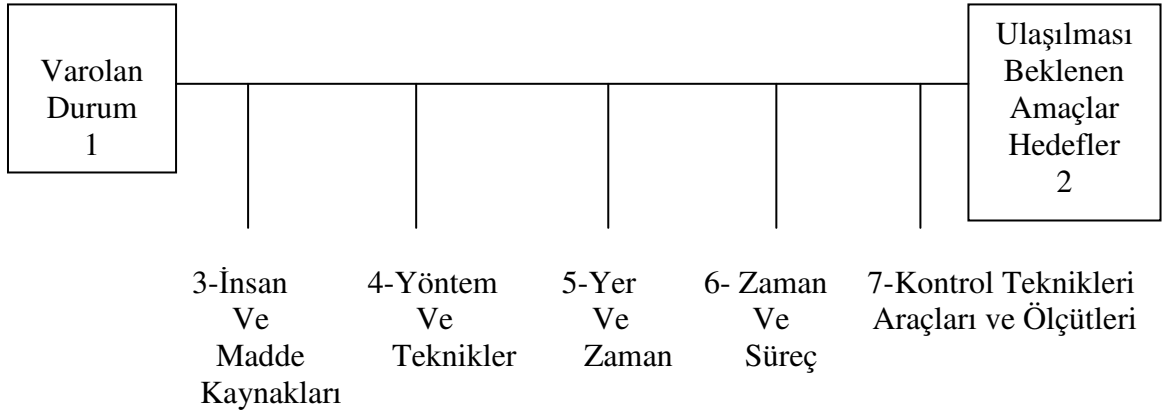 Varolan
Durum
1
Ulaşılması
Beklenen
Amaçlar
Hedefler
2
3-İnsan
Ve
Madde
Kaynakları
4-Yöntem
Ve
Teknikler
5-Yer
Ve
Zaman
6- Zaman
Ve
Süreç
7-Kontrol Teknikleri
Araçları ve Ölçütleri